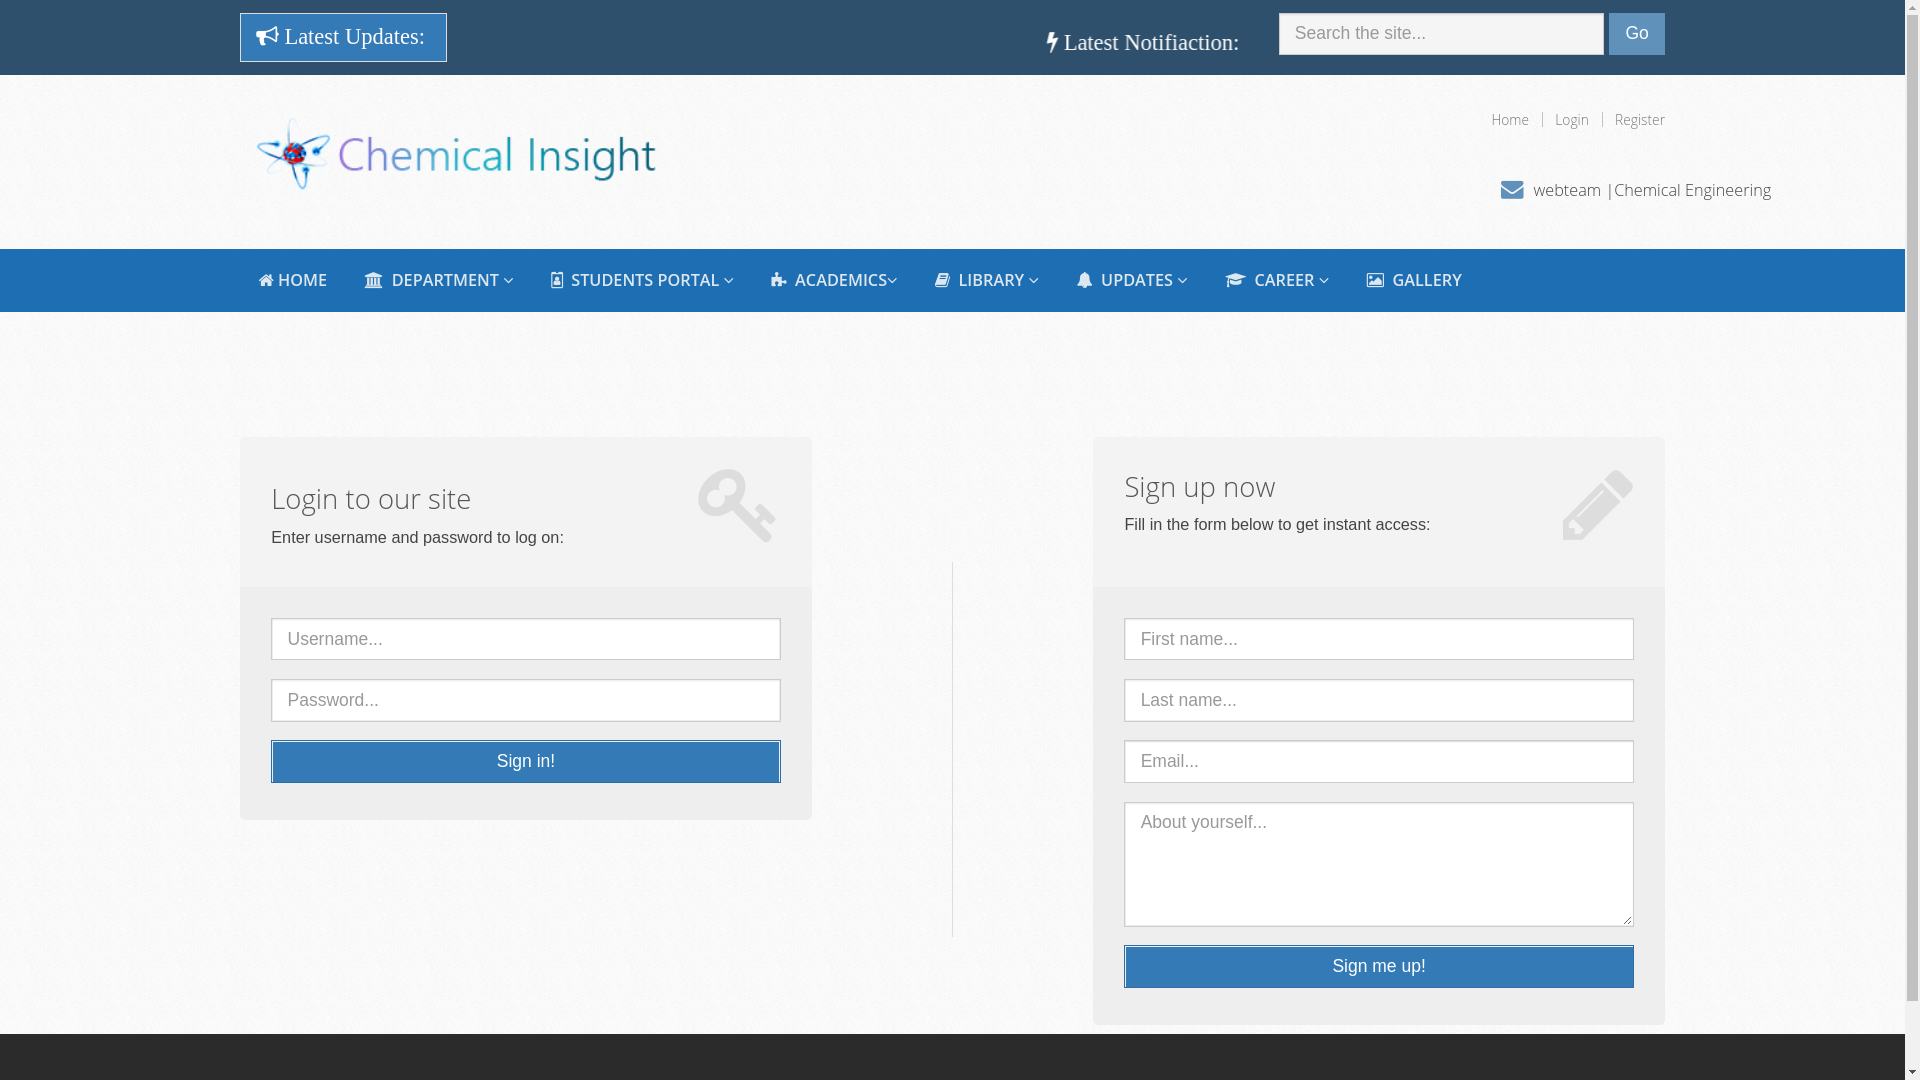 Latest Updates:
Latest Notifiaction:
Search the site...
Go
Chemical Insight
Home
Login
Register
webteam |Chemical Engineering
HOME
DEPARTMENT
STUDENTS PORTAL
ACADEMICS
LIBRARY
UPDATES
CAREER
GALLERY
Login to our site
Enter username and password to log on:
Username...
Password...
Sign in!
Sign up now
Fill in the form below to get instant access:
First name...
Last name...
Email...
About yourself...
Sign me up!